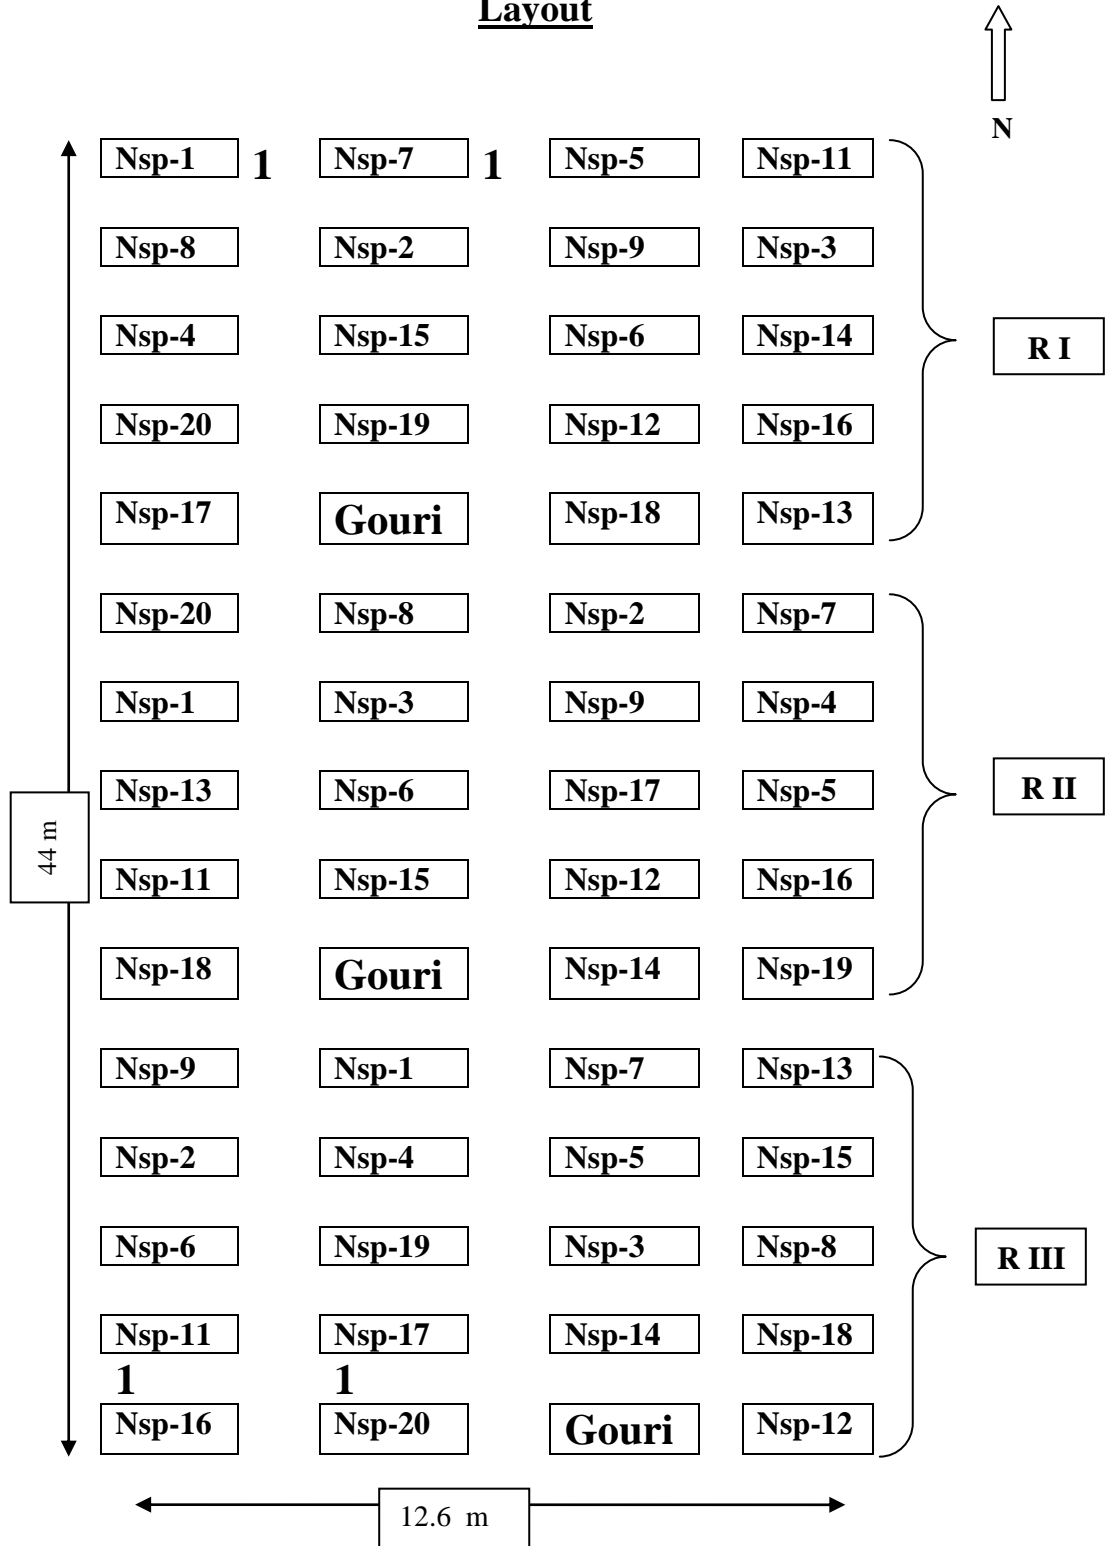 Layout
N
Nsp-1 1 Nsp-7 1 Nsp-5 Nsp-11
Nsp-8 Nsp-2 Nsp-9 Nsp-3
Nsp-4 Nsp-15 Nsp-6 Nsp-14
R I
Nsp-20 Nsp-19 Nsp-12 Nsp-16
Nsp-17 Gouri Nsp-18 Nsp-13
Nsp-20 Nsp-8 Nsp-2 Nsp-7
Nsp-1 Nsp-3 Nsp-9 Nsp-4
Nsp-13 Nsp-6 Nsp-17 Nsp-5
R II
44 m
Nsp-11 Nsp-15 Nsp-12 Nsp-16
Nsp-18 Gouri Nsp-14 Nsp-19
Nsp-9 Nsp-1 Nsp-7 Nsp-13
Nsp-2 Nsp-4 Nsp-5 Nsp-15
Nsp-6 Nsp-19 Nsp-3 Nsp-8
R III
Nsp-11 Nsp-17 Nsp-14 Nsp-18
1 1
Nsp-16 Nsp-20 Gouri Nsp-12
12.6 m